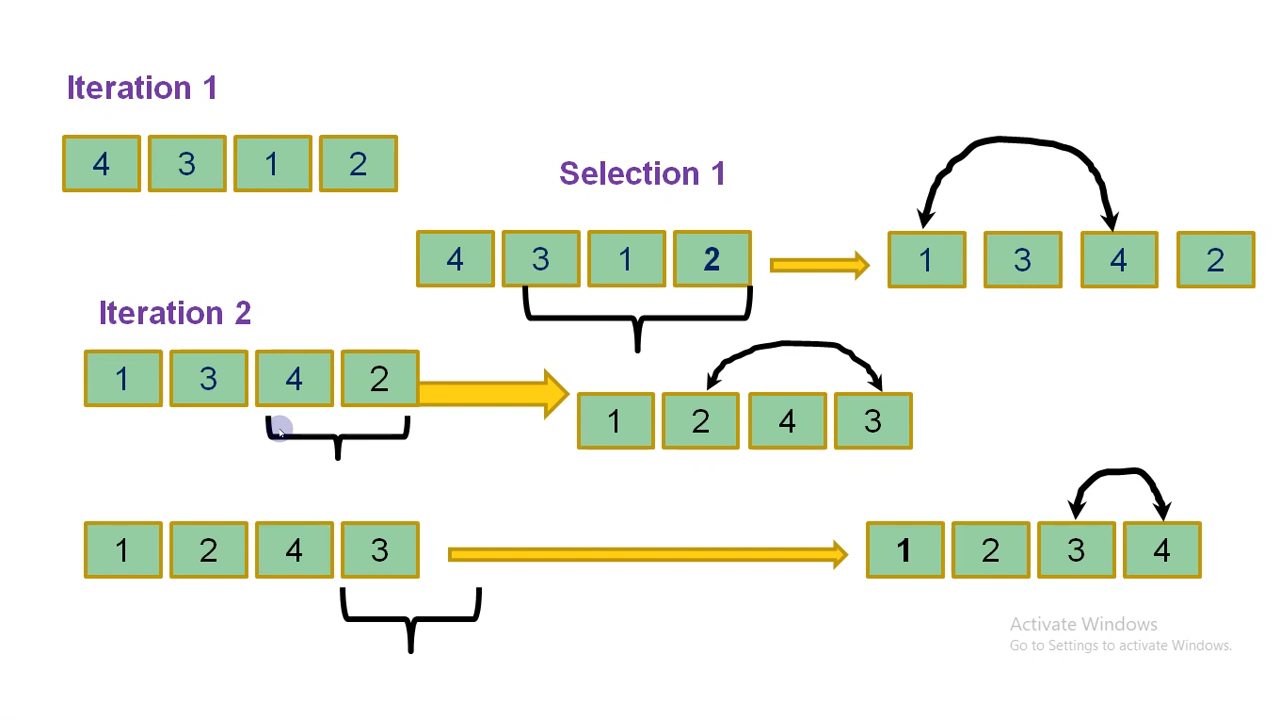 Iteration 1
4 3 1 2
Selection 1
4 3 1 2
1 3 4 2
Iteration 2
1 3 4 2
1 2 4 3
1 2 4 3
1 2 3 4
Activate Windows
Go to Settings to activate Windows.